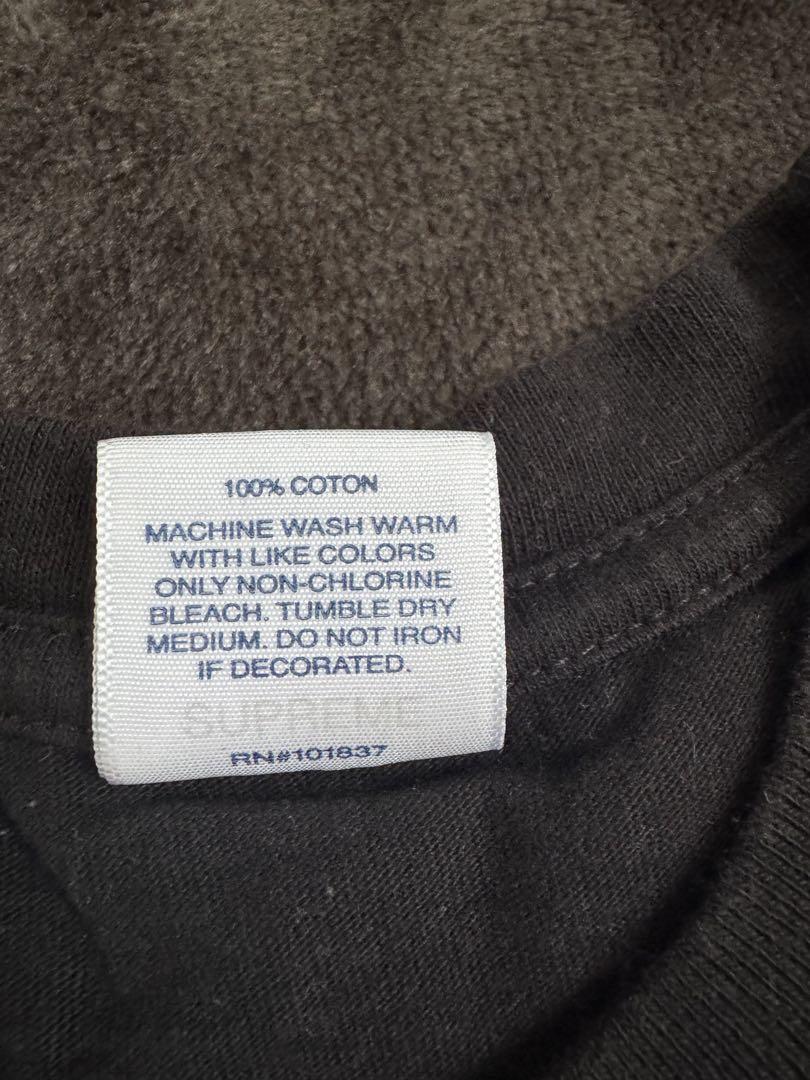 100% COTON
MACHINE WASH WARM
WITH LIKE COLORS
ONLY NON-CHLORINE
BLEACH. TUMBLE DRY
MEDIUM. DO NOT IRON
IF DECORATED.
SUPREME
RN#101837